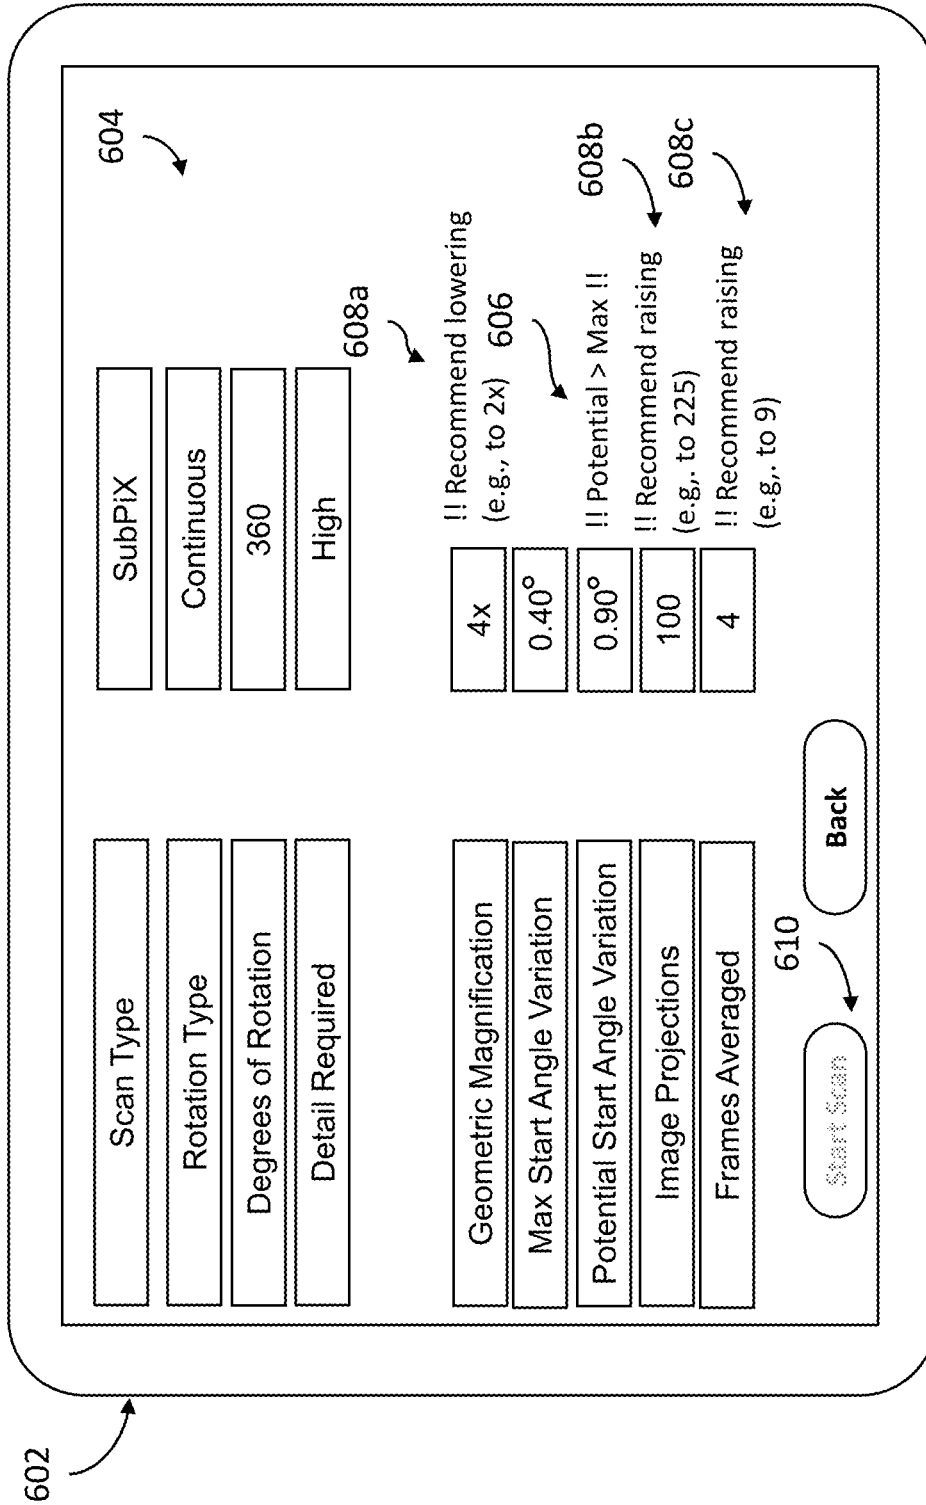 602
604
Scan Type
SubPiX
Rotation Type
Continuous
Degrees of Rotation
360
Detail Required
High
608a
Geometric Magnification
4x
!! Recommend lowering
(e.g., to 2x)
Max Start Angle Variation
0.40°
606
Potential Start Angle Variation
0.90°
!! Potential > Max !!
608b
Image Projections
100
!! Recommend raising
(e.g,. to 225)
608c
Frames Averaged
4
!! Recommend raising
(e.g,. to 9)
610
Start Scan
Back